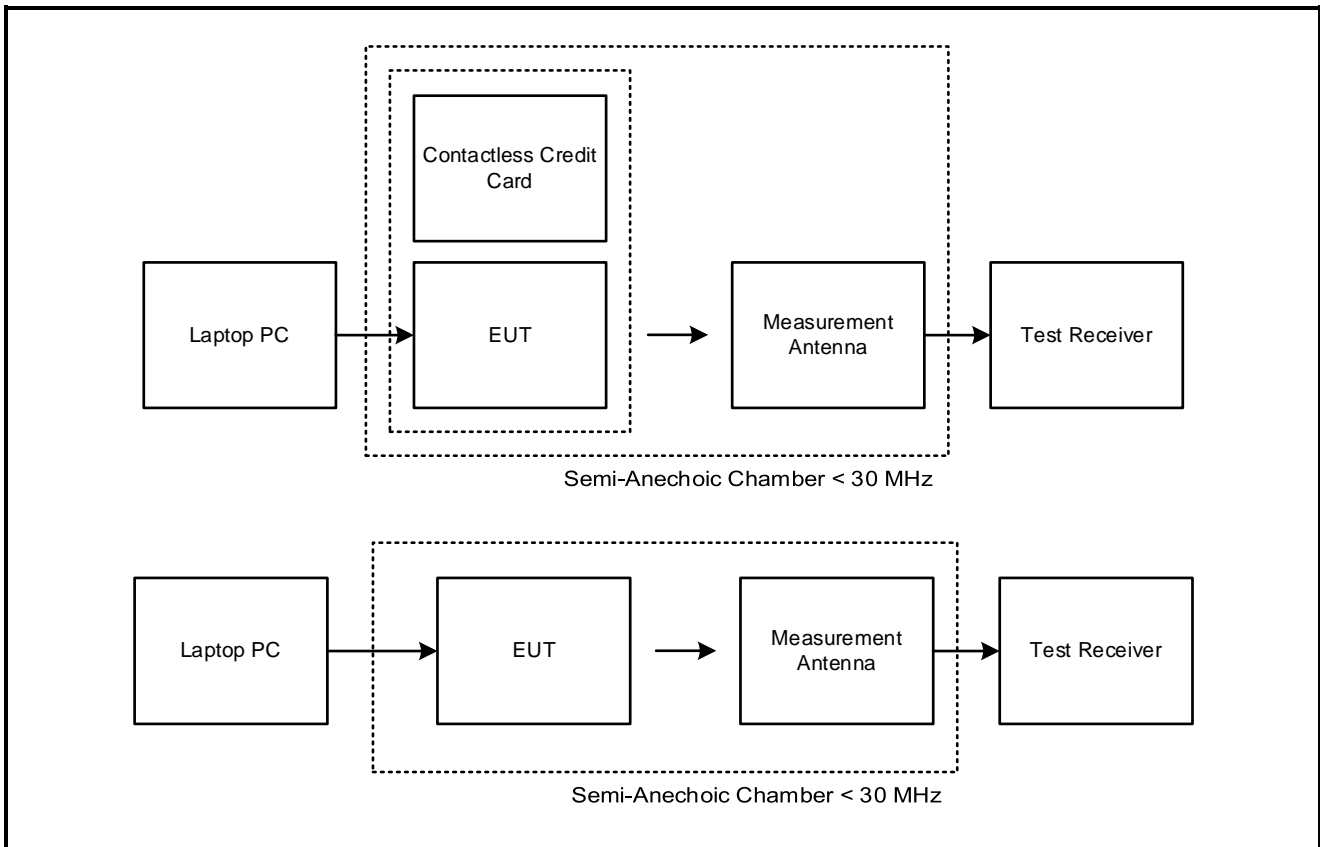 Contactless Credit
Card
Laptop PC
EUT
Measurement
Antenna
Test Receiver
Semi-Anechoic Chamber < 30 MHz
Laptop PC
EUT
Measurement
Antenna
Test Receiver
Semi-Anechoic Chamber < 30 MHz